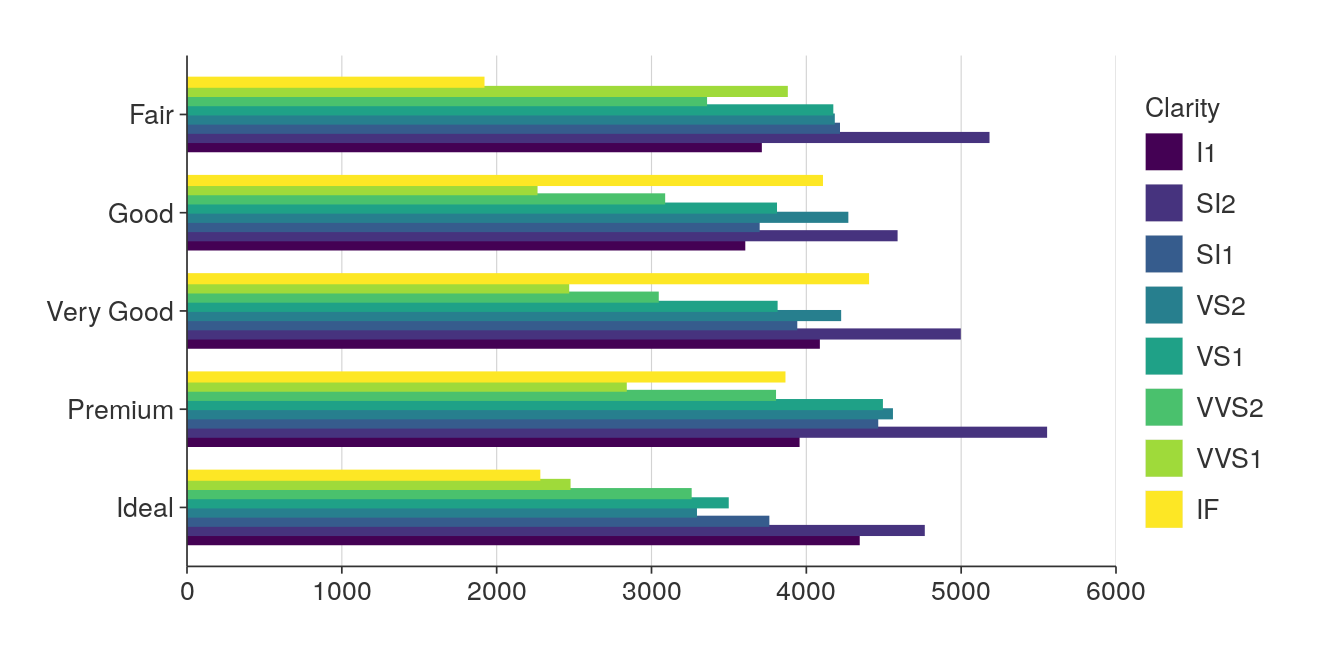 Fair
Good
Very Good
Premium
Ideal
0 1000 2000 3000 4000 5000 6000
Clarity
I1
SI2
SI1
VS2
VS1
VVS2
VVS1
IF